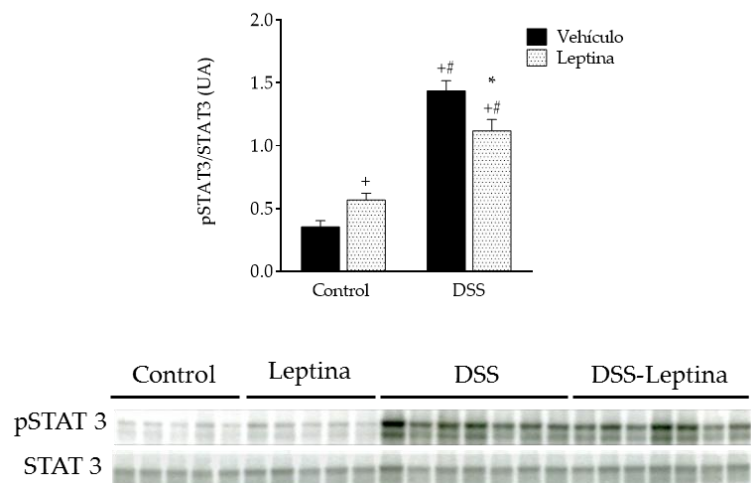 2.0
1.5
1.0
0.5
0.0
pSTAT3/STAT3 (UA)
Vehículo
Leptina
+
+#
*
+#
Control
DSS
Control
Leptina
DSS
DSS-Leptina
pSTAT 3
STAT 3